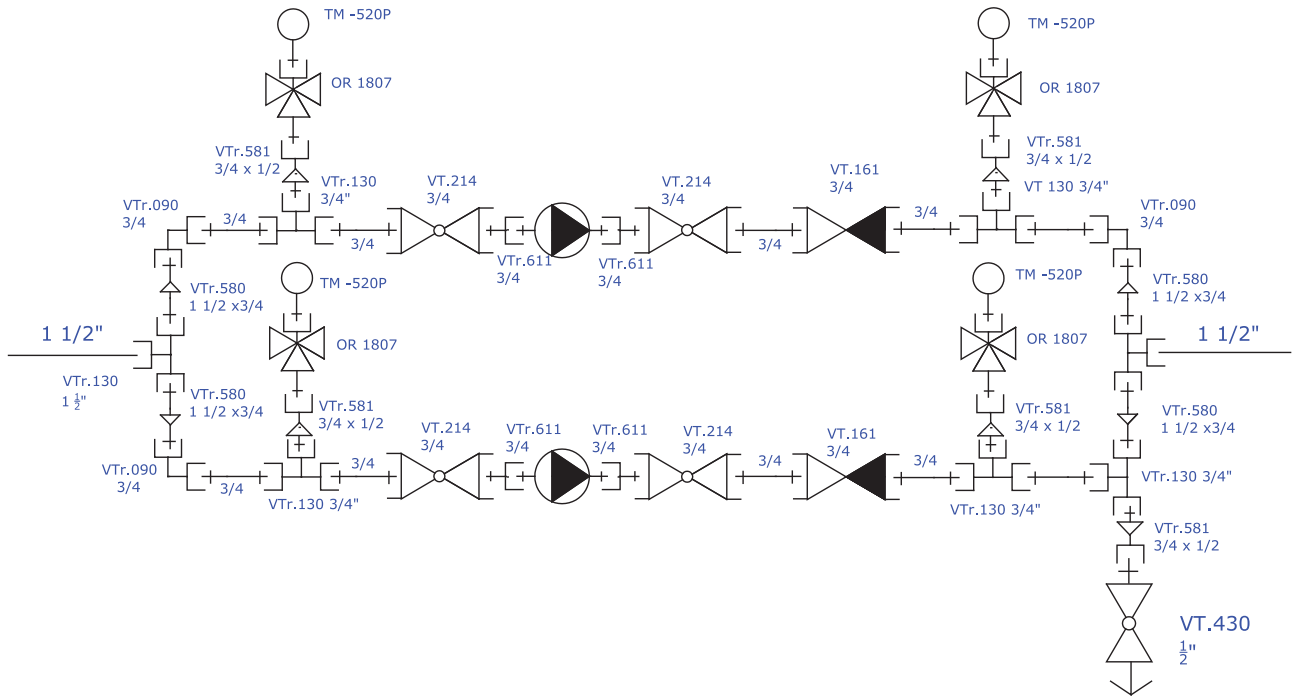 TM -520P
TM -520P
OR 1807
OR 1807
VTr.581
3/4 x 1/2
VTr.581
3/4 x 1/2
VTr.130
3/4"
VT.214
3/4
VT.214
3/4
VT.161
3/4
VT 130 3/4"
VTr.090
3/4
3/4
3/4
VTr.090
3/4
3/4
VTr.611
3/4
VTr.611
3/4
3/4
TM -520P
TM -520P
VTr.580
1 1/2 x3/4
VTr.580
1 1/2 x3/4
1 1/2"
OR 1807
OR 1807
1 1/2"
VTr.130
1 1/2"
VTr.580
1 1/2 x3/4
VTr.581
3/4 x 1/2
VTr.581
3/4 x 1/2
VTr.580
1 1/2 x3/4
VT.214
3/4
VTr.611
3/4
VTr.611
3/4
VT.214
3/4
VT.161
3/4
3/4
3/4
3/4
VTr.090
3/4
3/4
VTr.130 3/4"
VTr.130 3/4"
VTr.130 3/4"
VTr.581
3/4 x 1/2
VT.430
1/2"